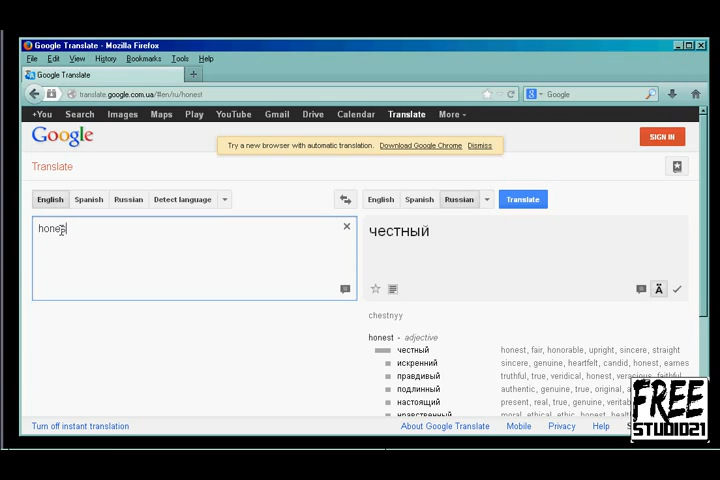 Google Translate - Mozilla Firefox
File Edit View History Bookmarks Tools Help
Google Translate
translate.google.com.ua/#en/ru/honest
Google
+You Search Images Maps Play YouTube Gmail Drive Calendar Translate More
Google SIGN IN
Try a new browser with automatic translation. Download Google Chrome Dismiss
Translate
English Spanish Russian Detect language English Spanish Russian Translate
честный
Ä
chestnyy
honest - adjective
честный honest, fair, honorable, upright, sincere, straight
искренний sincere, genuine, heartfelt, candid, honest, earnes
правдивый truthful, true, veridical, honest, veracious, faithful
подлинный authentic, genuine, true, original,
настоящий present, real, true, genuine,
нравственный moral, ethical, ethic, honest,
Turn off instant translation About Google Translate Mobile Privacy Help
FREE
STUDIO21